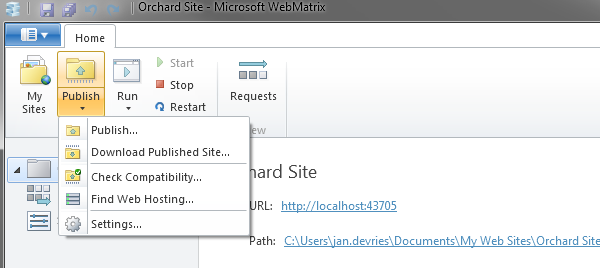 Orchard Site - Microsoft WebMatrix
Home
My Sites
Publish
Run
Start
Stop
Restart
Requests
Publish...
Download Published Site...
Check Compatibility...
Find Web Hosting...
Settings...
hard Site
URL: http://localhost:43705
Path: C:\Users\jan.devries\Documents\My Web Sites\Orchard Site